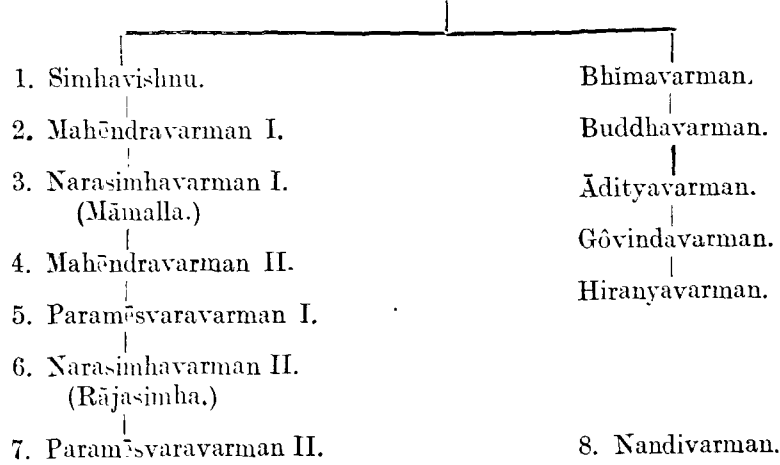 1. Simhavishnu.
2. Mahēndravarman I.
3. Narasimhavarman I.
(Māmalla.)
4. Mahēndravarman II.
5. Paramēsvaravarman I.
6. Narasimhavarman II.
(Rājasimha.)
7. Paramēsvaravarman II.
Bhīmavarman.
Buddhavarman.
Ādityavarman.
Gôvindavarman.
Hiranyavarman.
8. Nandivarman.